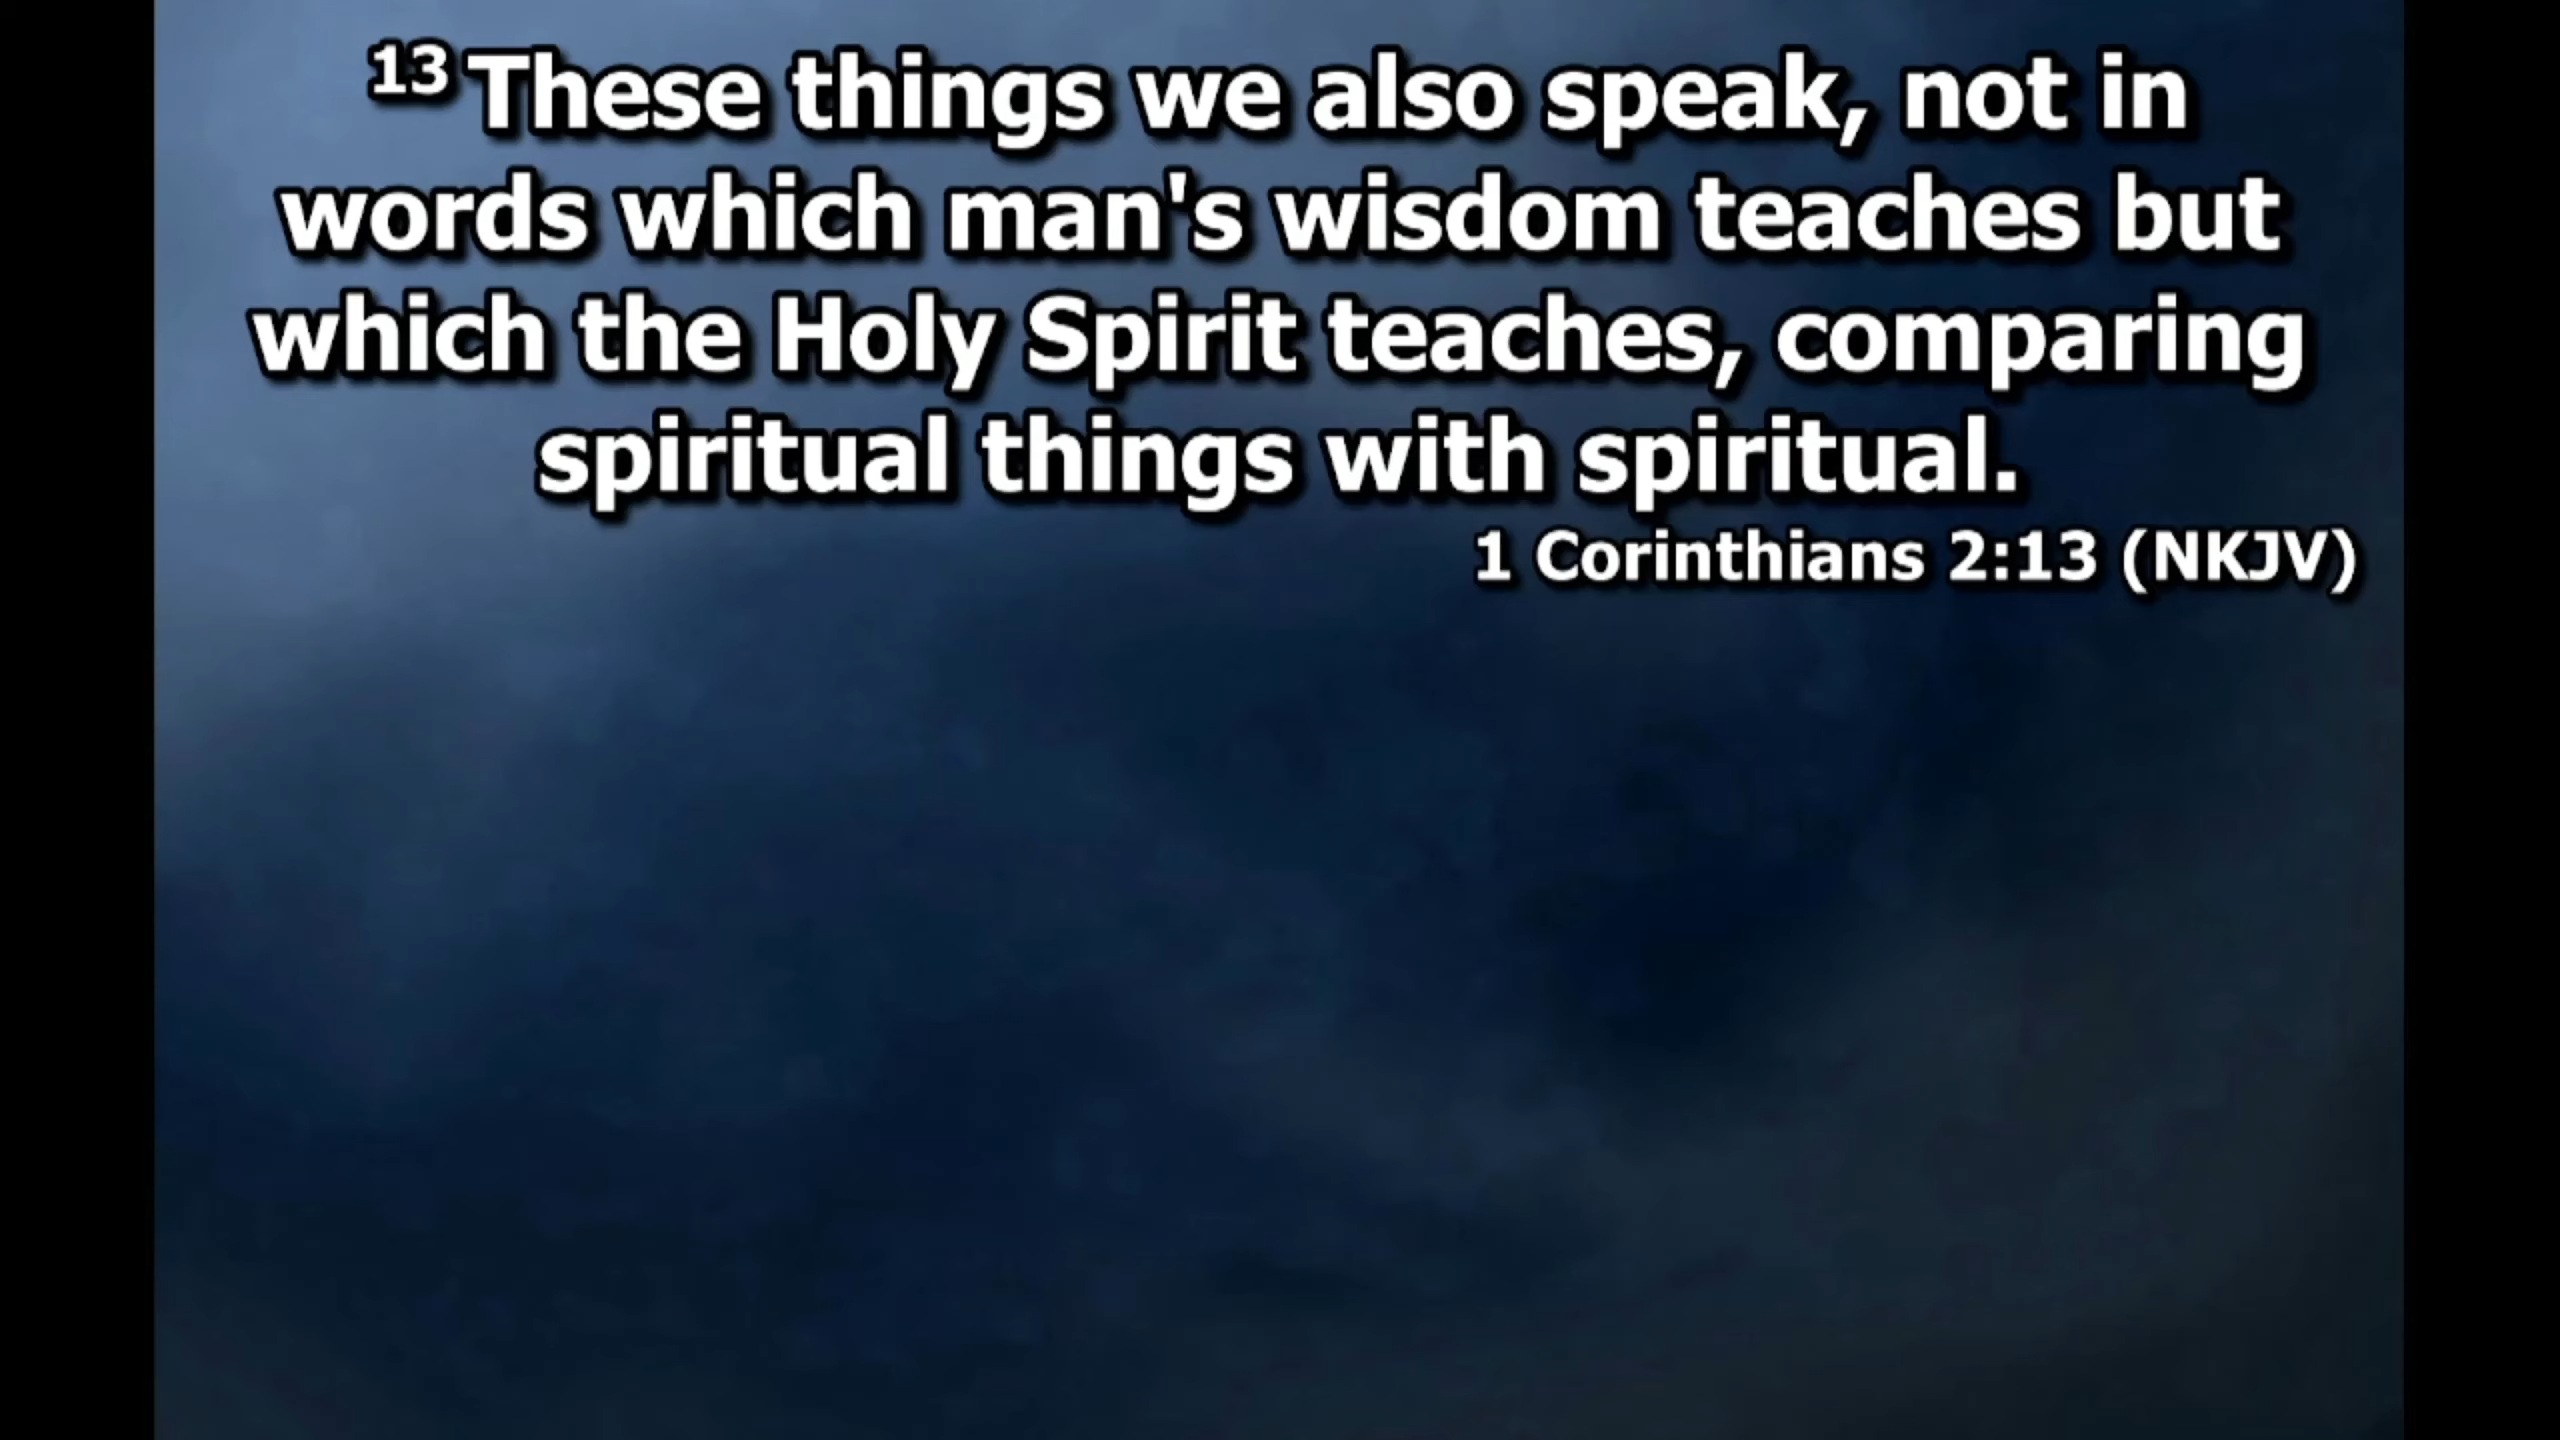 13 These things we also speak, not in
words which man's wisdom teaches but
which the Holy Spirit teaches, comparing
spiritual things with spiritual.
1 Corinthians 2:13 (NKJV)